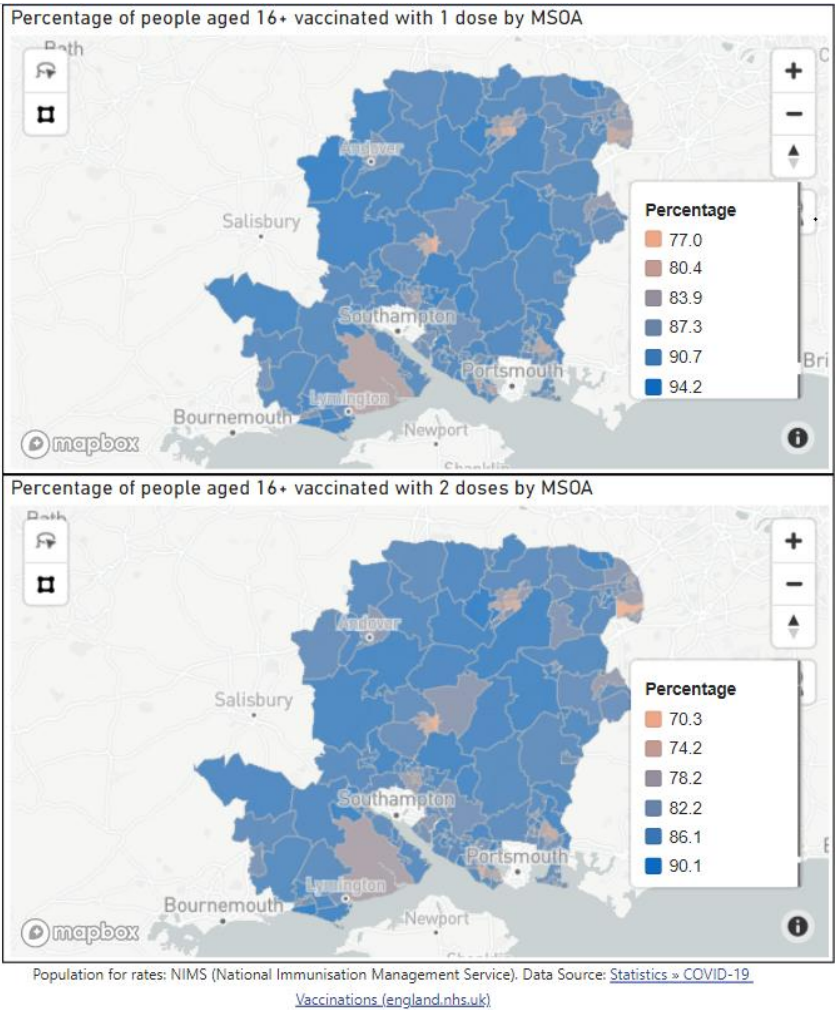 Percentage of people aged 16+ vaccinated with 1 dose by MSOA
Bath
Andover
Salisbury
Southampton
Portsmouth
Lymington
Bournemouth
Newport
Shanklin
Bri
C
Percentage
77.0
80.4
83.9
87.3
90.7
94.2
mapbox
Percentage of people aged 16+ vaccinated with 2 doses by MSOA
Bath
Andover
Salisbury
Southampton
Portsmouth
Lymington
Bournemouth
Newport
Percentage
70.3
74.2
78.2
82.2
86.1
90.1
mapbox
Population for rates: NIMS (National Immunisation Management Service). Data Source: Statistics » COVID-19
Vaccinations (england.nhs.uk)